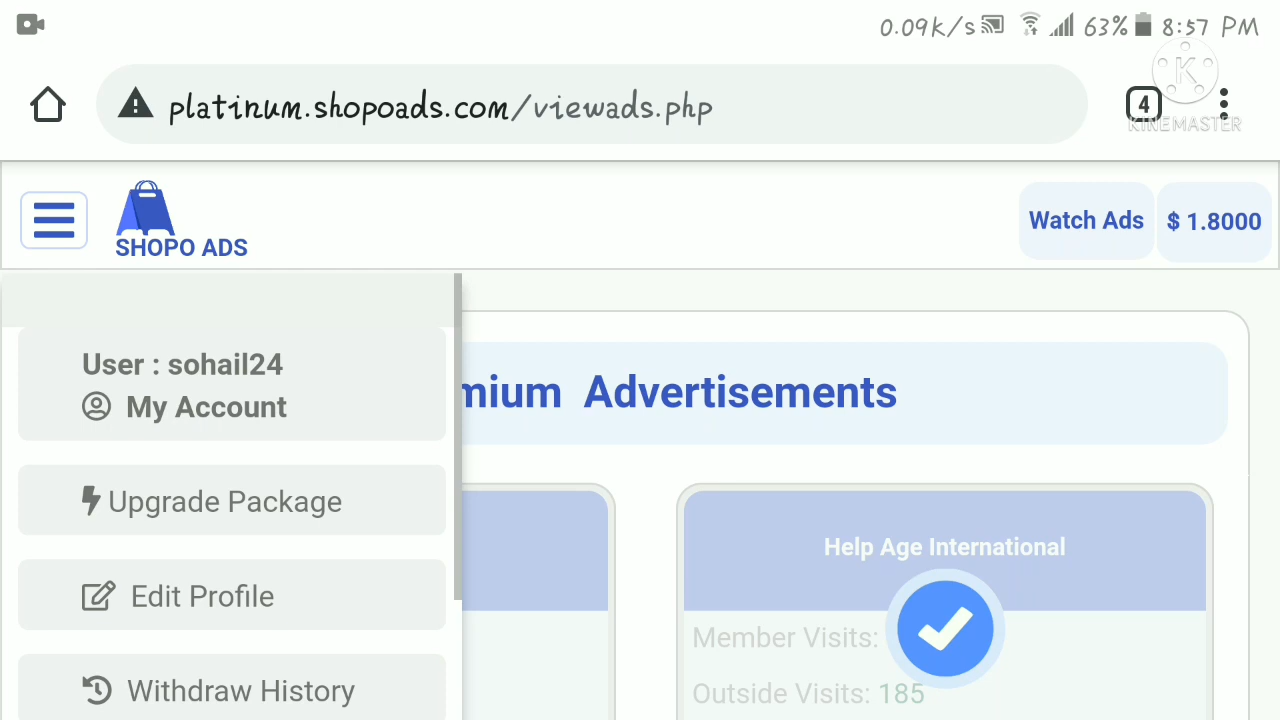 0.09K/s 63% 8:57 PM
platinum.shopoads.com/viewads.php
4
K
KINEMASTER
SHOPO ADS
Watch Ads
$ 1.8000
User : sohail24
My Account
Upgrade Package
Edit Profile
Withdraw History
mium Advertisements
Help Age International
Member Visits:
Outside Visits: 185